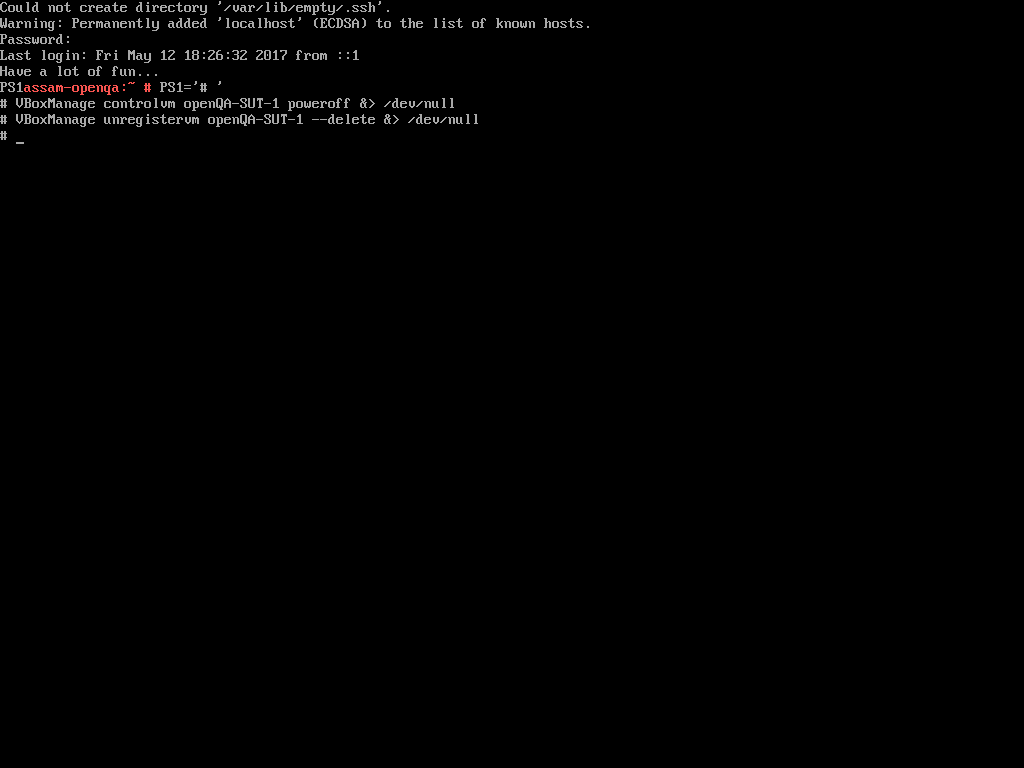 Could not create directory '/var/lib/empty/.ssh'.
Warning: Permanently added 'localhost' (ECDSA) to the list of known hosts.
Password:
Last login: Fri May 12 18:26:32 2017 from ::1
Have a lot of fun...
PS1assam-openqa:~ # PS1='# '
# VBoxManage controlvm openQA-SUT-1 poweroff &> /dev/null
# VBoxManage unregistervm openQA-SUT-1 --delete &> /dev/null
# _